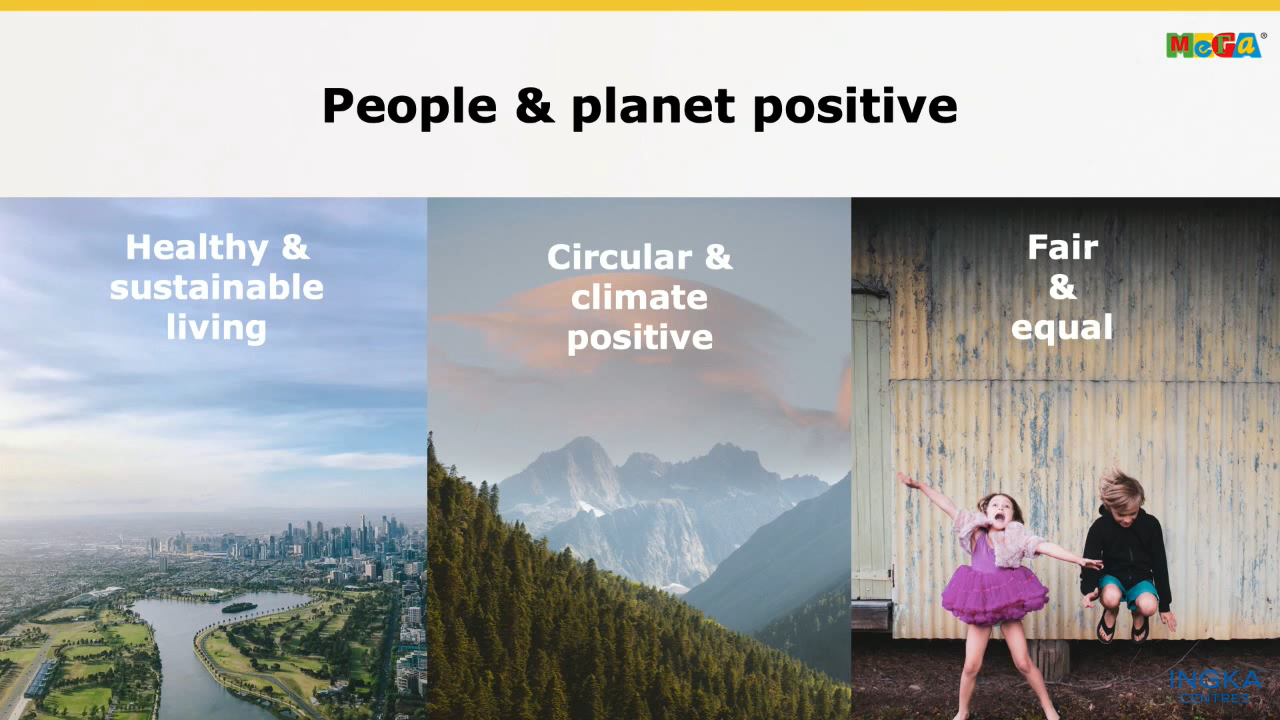 MEGA®
People & planet positive
Healthy &
sustainable
living
Circular &
climate
positive
Fair
&
equal
INGKA
CENTRES